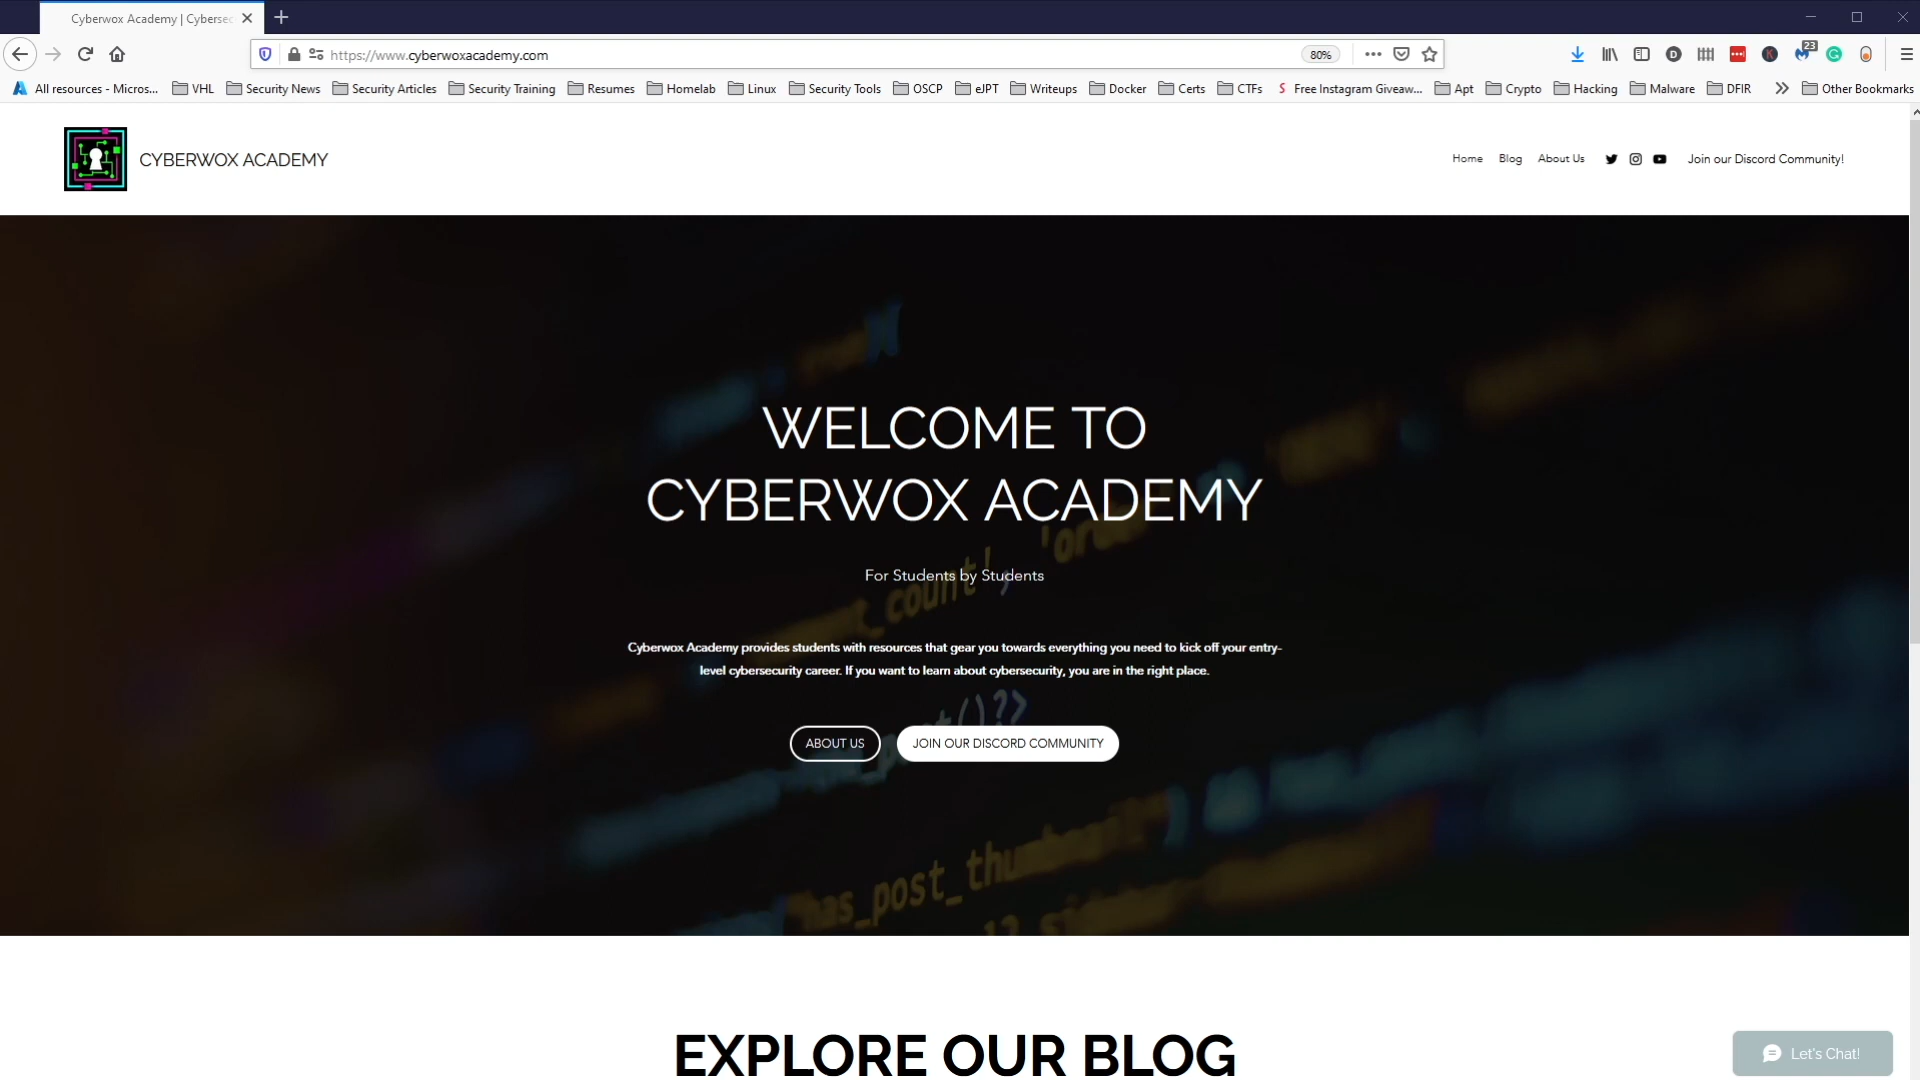 Cyberwox Academy | Cybersec
https://www.cyberwoxacademy.com
80%
23
All resources - Micros...
VHL
Security News
Security Articles
Security Training
Resumes
Homelab
Linux
Security Tools
OSCP
eJPT
Writeups
Docker
Certs
CTFs
Free Instagram Giveaw...
Apt
Crypto
Hacking
Malware
DFIR
Other Bookmarks
CYBERWOX ACADEMY
Home
Blog
About Us
Join our Discord Community!
WELCOME TO
CYBERWOX ACADEMY
For Students by Students
Cyberwox Academy provides students with resources that gear you towards everything you need to kick off your entry-
level cybersecurity career. If you want to learn about cybersecurity, you are in the right place.
ABOUT US
JOIN OUR DISCORD COMMUNITY
has_post_thumbnail
EXPLORE OUR BLOG
Let's Chat!